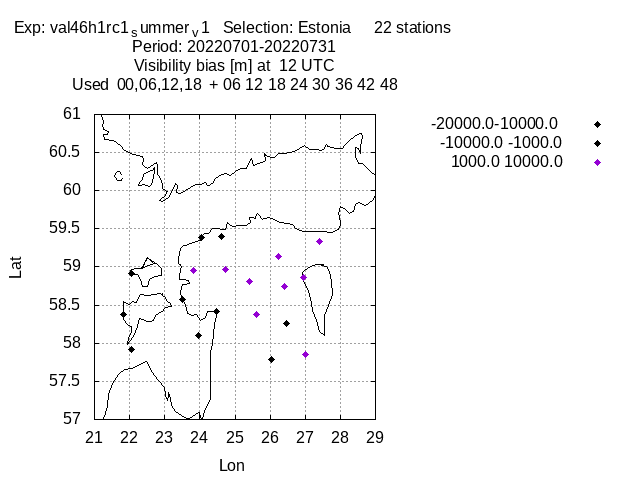 Exp: val46h1rc1summerv1 Selection: Estonia 22 stations
Period: 20220701-20220731
Visibility bias [m] at 12 UTC
Used 00,06,12,18 + 06 12 18 24 30 36 42 48
-20000.0-10000.0
-10000.0 -1000.0
1000.0 10000.0
61
60.5
60
59.5
59
58.5
58
57.5
57
Lat
21 22 23 24 25 26 27 28 29
Lon